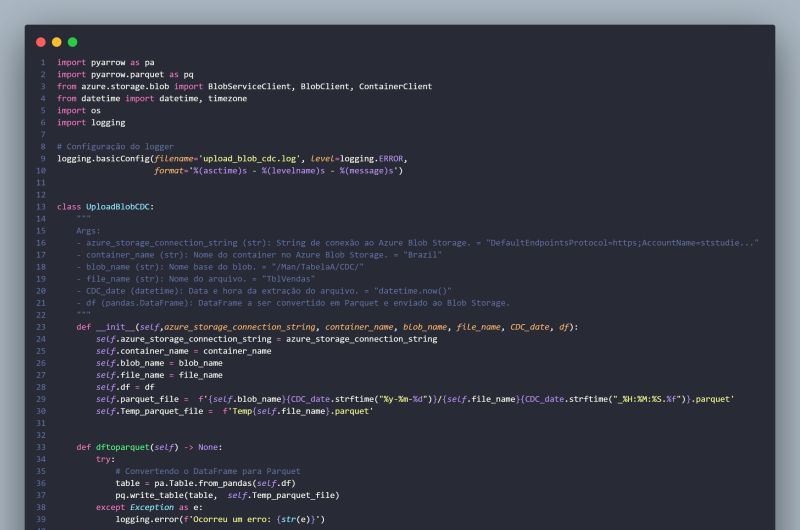 1 import pyarrow as pa
2 import pyarrow.parquet as pq
3 from azure.storage.blob import BlobServiceClient, BlobClient, ContainerClient
4 from datetime import datetime, timezone
5 import os
6 import logging
7
8 # Configuração do logger
9 logging.basicConfig(filename='upload_blob_cdc.log', level=logging.ERROR,
10 format='%(asctime)s - %(levelname)s - %(message)s')
11
12
13 class UploadBlobCDC:
14 """
15 Args:
16 - azure_storage_connection_string (str): String de conexão ao Azure Blob Storage. = "DefaultEndpointsProtocol=https;AccountName=ststudie..."
17 - container_name (str): Nome do container no Azure Blob Storage. = "Brazil"
18 - blob_name (str): Nome base do blob. = "/Man/TabelaA/CDC/"
19 - file_name (str): Nome do arquivo. = "TblVendas"
20 - CDC_date (datetime): Data e hora da extração do arquivo. = "datetime.now()"
21 - df (pandas.DataFrame): DataFrame a ser convertido em Parquet e enviado ao Blob Storage.
22 """
23 def __init__(self,azure_storage_connection_string, container_name, blob_name, file_name, CDC_date, df):
24 self.azure_storage_connection_string = azure_storage_connection_string
25 self.container_name = container_name
26 self.blob_name = blob_name
27 self.file_name = file_name
28 self.df = df
29 self.parquet_file =  f'{self.blob_name}{CDC_date.strftime("%y-%m-%d")}/{self.file_name}{CDC_date.strftime("_%H:%M:%S.%f")}.parquet'
30 self.Temp_parquet_file =  f'Temp{self.file_name}.parquet'
31
32
33 def dftoparquet(self) -> None:
34 try:
35 # Convertendo o DataFrame para Parquet
36 table = pa.Table.from_pandas(self.df)
37 pq.write_table(table,  self.Temp_parquet_file)
38 except Exception as e:
39 logging.error(f'Ocorreu um erro: {str(e)}')